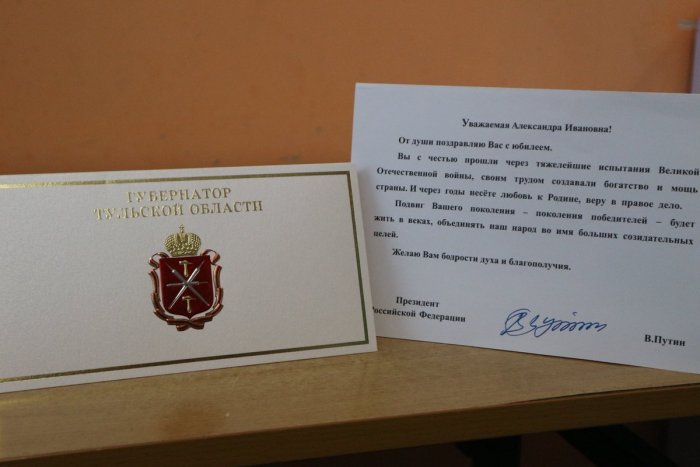 ГУБЕРНАТОР
ТУЛЬСКОЙ ОБЛАСТИ
Уважаемая Александра Ивановна!
От души поздравляю Вас с юбилеем.
Вы с честью прошли через тяжелейшие испытания Великой
Отечественной войны, своим трудом создавали богатство и мощь
страны. И через годы несёте любовь к Родине, веру в правое дело.
Подвиг Вашего поколения – поколения победителей – будет
жить в веках, объединять наш народ во имя больших созидательных
целей.
Желаю Вам бодрости духа и благополучия.
Президент
Российской Федерации
В.Путин